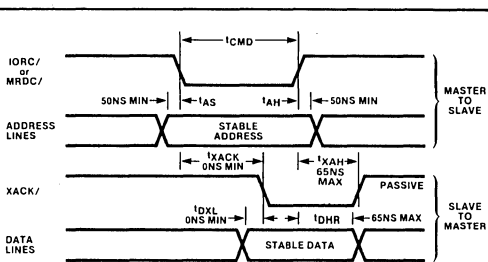 tCMD
IORC/
or
MRDC/
50NS MIN
tAS
tAH
50NS MIN
MASTER
TO
SLAVE
ADDRESS
LINES
STABLE
ADDRESS
tXACK
0NS MIN
tXAH
65NS
MAX
XACK/
PASSIVE
tDXL
0NS MIN
tDHR
65NS MAX
SLAVE
TO
MASTER
DATA
LINES
STABLE DATA